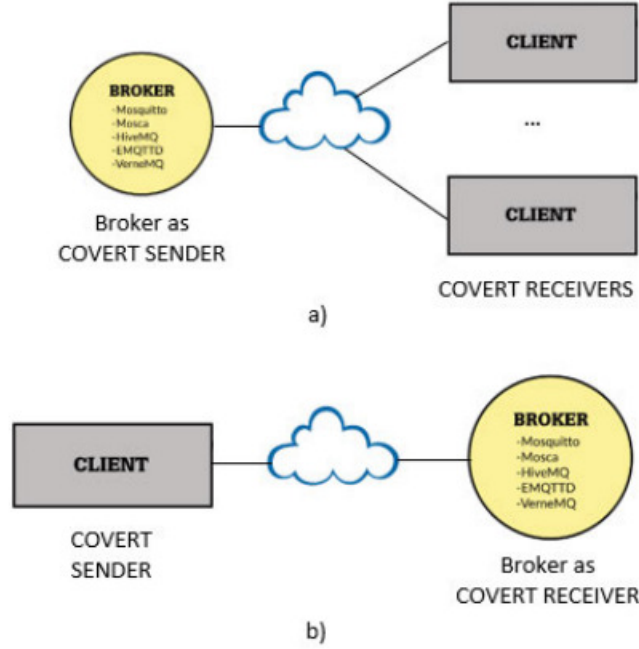 CLIENT
BROKER
-Mosquitto
-Mosca
-HiveMQ
-EMQTTD
-VerneMQ
...
CLIENT
Broker as
COVERT SENDER
COVERT RECEIVERS
a)
BROKER
-Mosquitto
-Mosca
-HiveMQ
-EMQTTD
-VerneMQ
CLIENT
COVERT
SENDER
Broker as
COVERT RECEIVER
b)